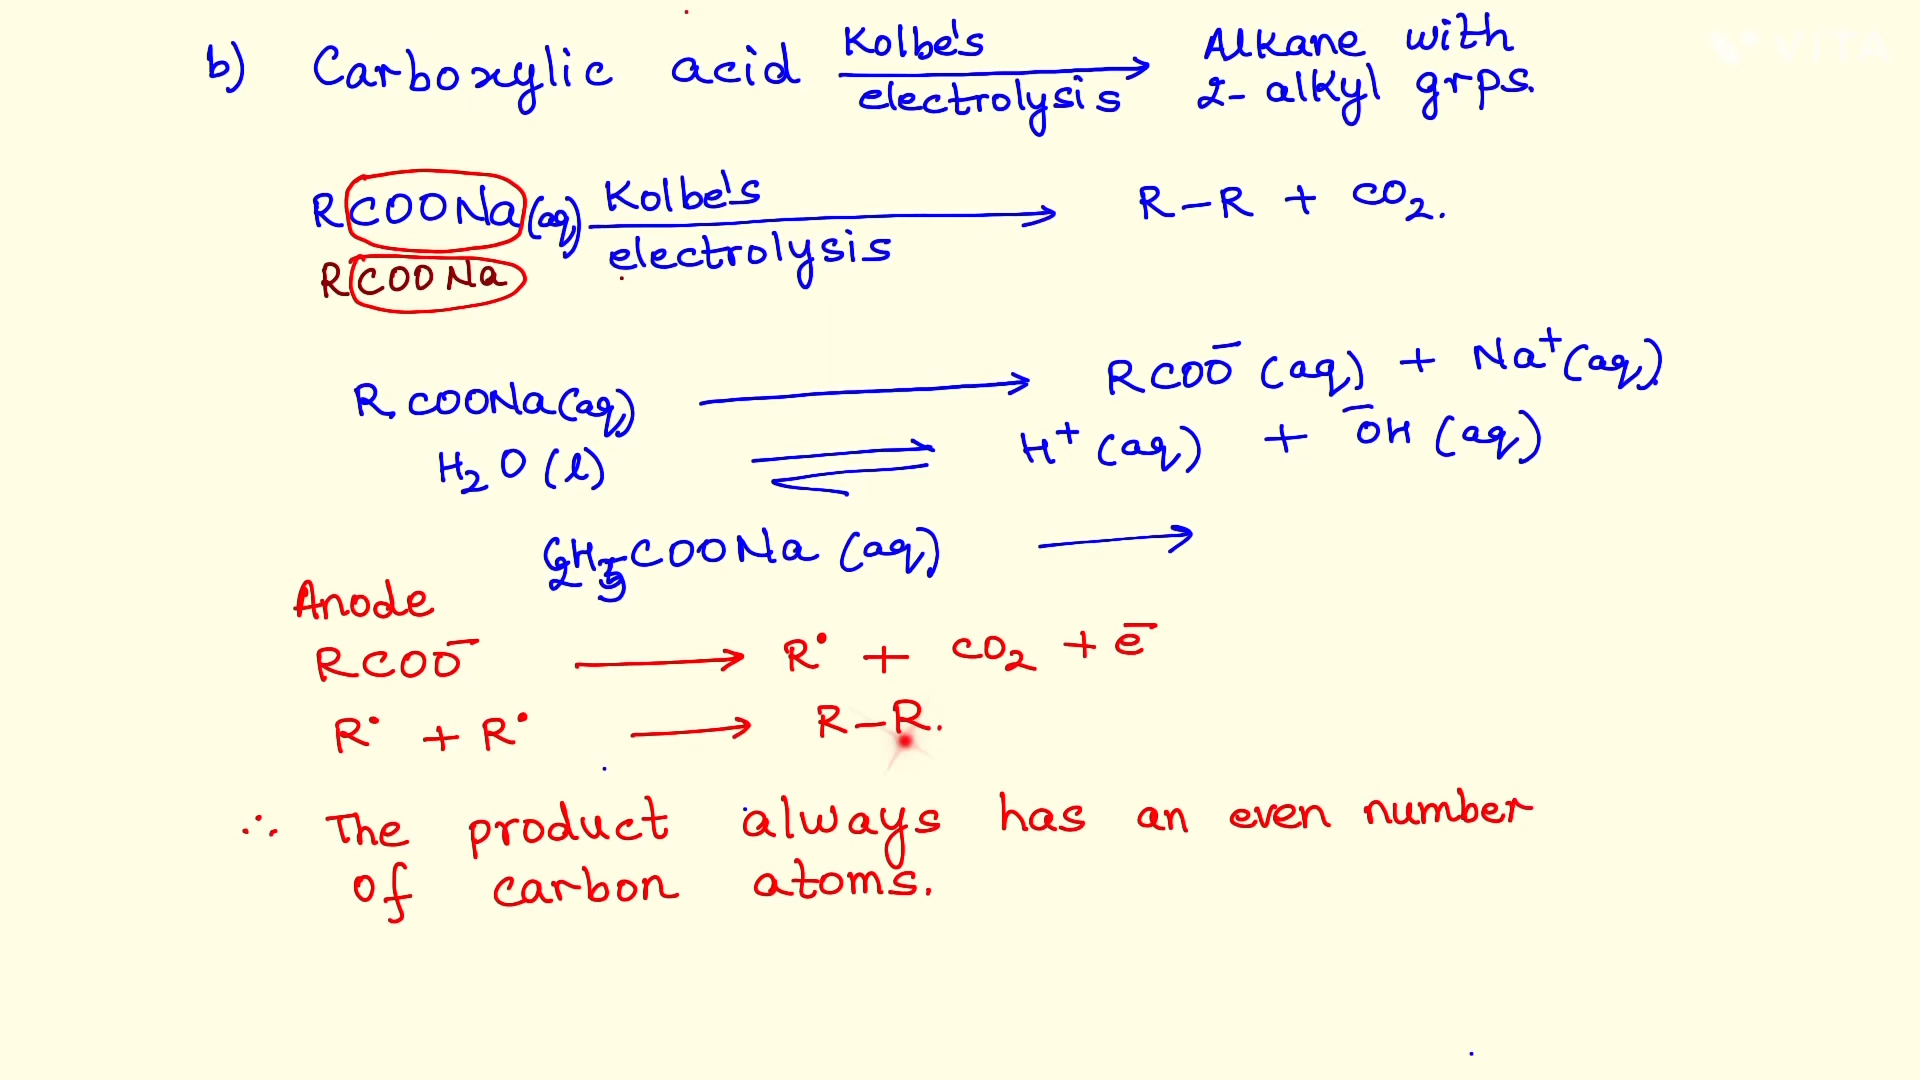 b) Carboxylic acid Kolbe's electrolysis → Alkane with 2-alkyl grps.
RCOONa(aq) Kolbe's electrolysis → R–R + CO₂.
RCOONa
R.COONa(aq) → RCOO⁻ (aq) + Na⁺(aq)
H₂O (l) ⇌ H⁺ (aq) + ⁻OH (aq)
C₂H₅COONa (aq) →
Anode
RCOO⁻ → R• + CO₂ + e⁻
R• + R• → R–R.
∴ The product always has an even number
of carbon atoms.
VITA